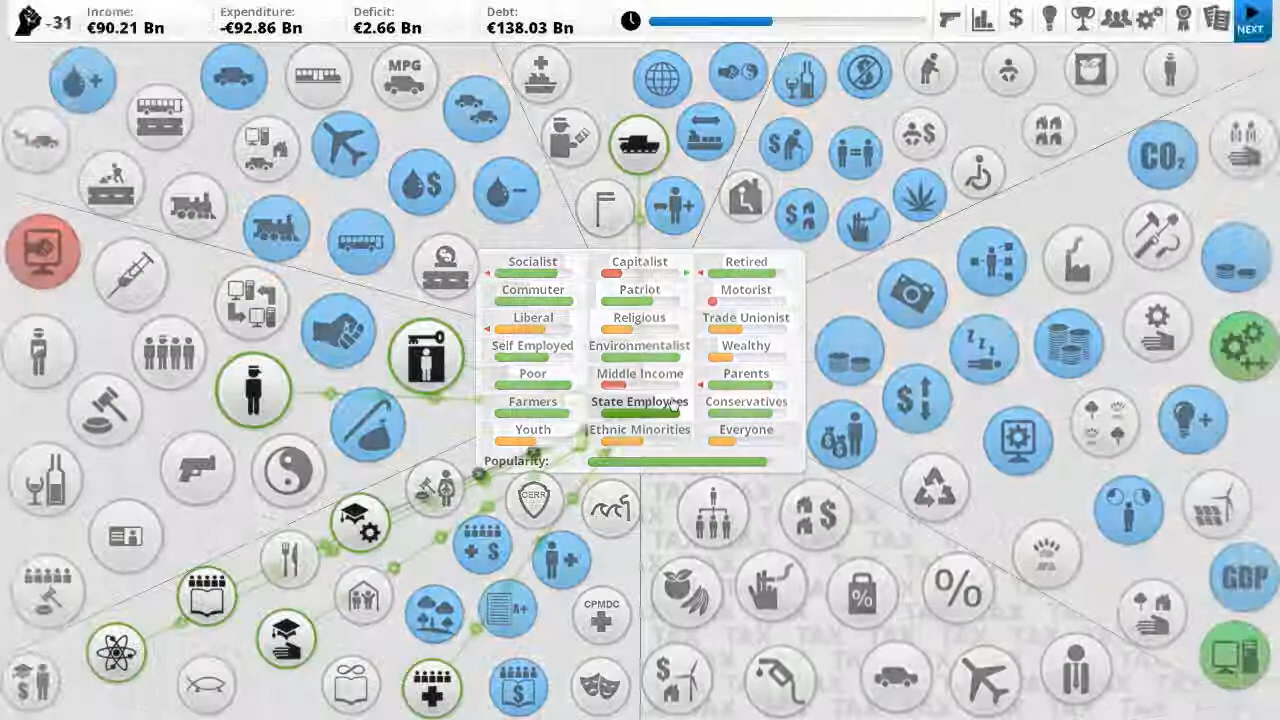 -31
Income:
€90.21 Bn
Expenditure:
-€92.86 Bn
Deficit:
€2.66 Bn
Debt:
€138.03 Bn
$
NEXT
MPG
CO₂
Socialist
Capitalist
Retired
Commuter
Patriot
Motorist
Liberal
Religious
Trade Unionist
Self Employed
Environmentalist
Wealthy
Poor
Middle Income
Parents
Farmers
State Employees
Conservatives
Youth
Ethnic Minorities
Everyone
Popularity:
CERR
A+
CPMDC
%
%
GDP